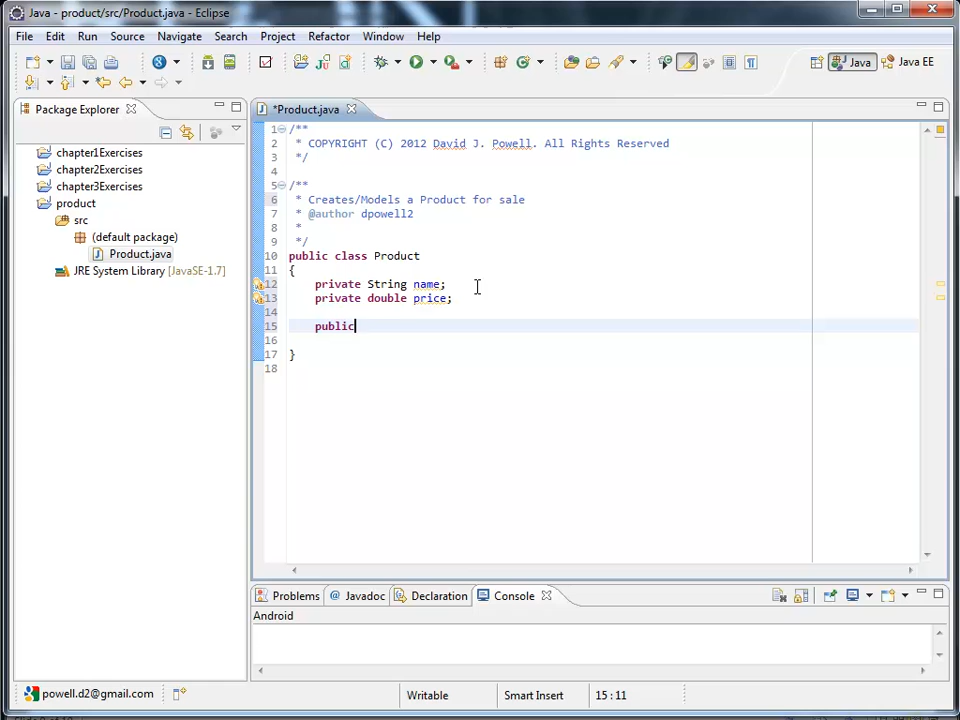 Java - product/src/Product.java - Eclipse
File Edit Run Source Navigate Search Project Refactor Window Help
Java Java EE
Package Explorer
chapter1Exercises
chapter2Exercises
chapter3Exercises
product
src
(default package)
Product.java
JRE System Library [JavaSE-1.7]
*Product.java
1 /**
2 * COPYRIGHT (C) 2012 David J. Powell. All Rights Reserved
3 */
4
5 /**
6 * Creates/Models a Product for sale
7 * @author dpowell2
8 *
9 */
10 public class Product
11 {
12 private String name;
13 private double price;
14
15 public
16
17 }
18
Problems @ Javadoc Declaration Console
Android
powell.d2@gmail.com Writable Smart Insert 15 : 11